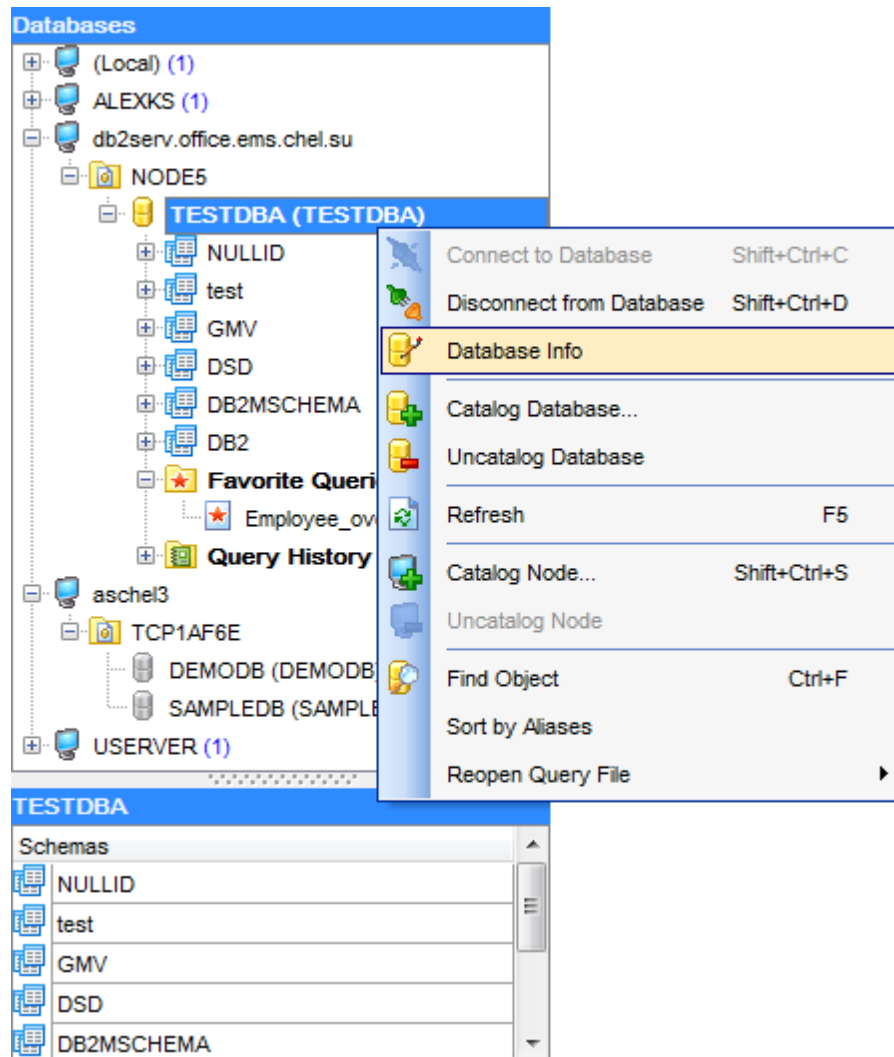 Databases
(Local) (1)
ALEXKS (1)
db2serv.office.ems.chel.su
NODE5
TESTDBA (TESTDBA)
NULLID
test
GMV
DSD
DB2MSCHEMA
DB2
Favorite Queri
Employee_ov
Query History
aschel3
TCP1AF6E
DEMODB (DEMODB
SAMPLEDB (SAMPLE
USERVER (1)
Connect to Database Shift+Ctrl+C
Disconnect from Database Shift+Ctrl+D
Database Info
Catalog Database...
Uncatalog Database
Refresh F5
Catalog Node... Shift+Ctrl+S
Uncatalog Node
Find Object Ctrl+F
Sort by Aliases
Reopen Query File
TESTDBA
Schemas
NULLID
test
GMV
DSD
DB2MSCHEMA